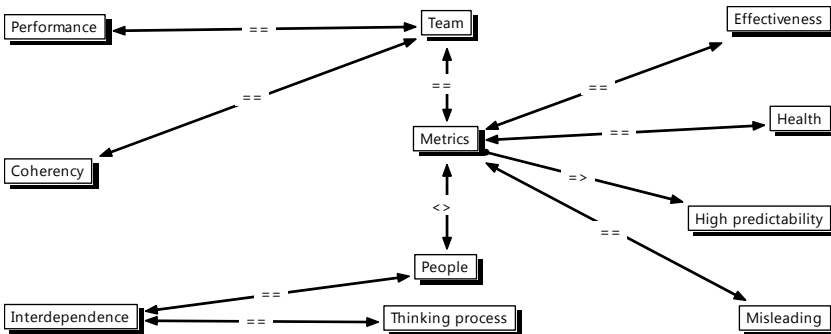 Performance
==
Team
Effectiveness
==
==
==
Metrics
==
Health
Coherency
=>
<>
High predictability
==
People
==
Interdependence
==
Thinking process
Misleading